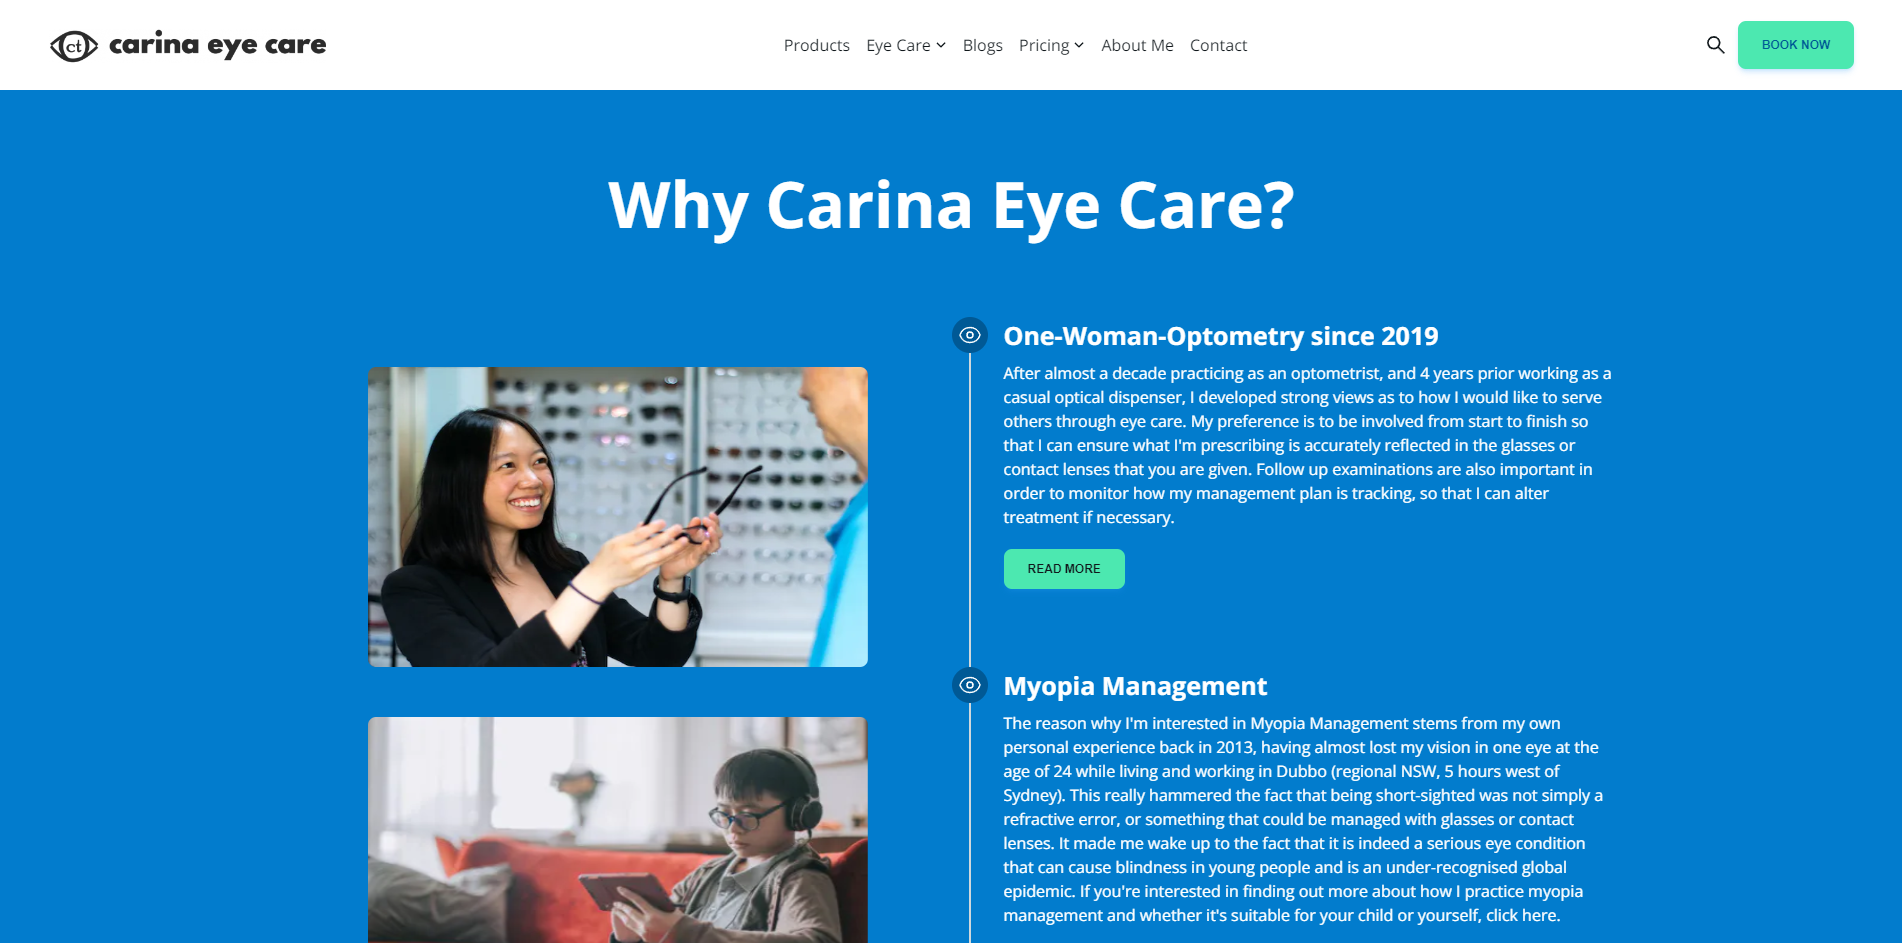 ct carina eye care
Products Eye Care Blogs Pricing About Me Contact
BOOK NOW
Why Carina Eye Care?
One-Woman-Optometry since 2019
After almost a decade practicing as an optometrist, and 4 years prior working as a
casual optical dispenser, I developed strong views as to how I would like to serve
others through eye care. My preference is to be involved from start to finish so
that I can ensure what I'm prescribing is accurately reflected in the glasses or
contact lenses that you are given. Follow up examinations are also important in
order to monitor how my management plan is tracking, so that I can alter
treatment if necessary.
READ MORE
Myopia Management
The reason why I'm interested in Myopia Management stems from my own
personal experience back in 2013, having almost lost my vision in one eye at the
age of 24 while living and working in Dubbo (regional NSW, 5 hours west of
Sydney). This really hammered the fact that being short-sighted was not simply a
refractive error, or something that could be managed with glasses or contact
lenses. It made me wake up to the fact that it is indeed a serious eye condition
that can cause blindness in young people and is an under-recognised global
epidemic. If you're interested in finding out more about how I practice myopia
management and whether it's suitable for your child or yourself, click here.